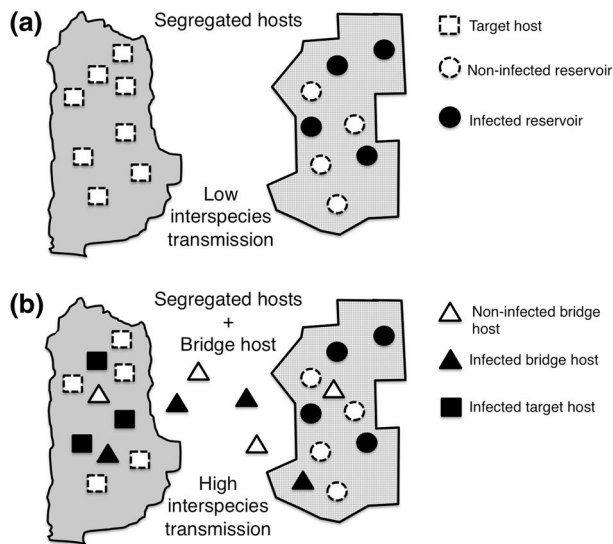 (a)
Segregated hosts
Low
interspecies
transmission
Target host
Non-infected reservoir
Infected reservoir
(b)
Segregated hosts
+
Bridge host
High
interspecies
transmission
Non-infected bridge
host
Infected bridge host
Infected target host